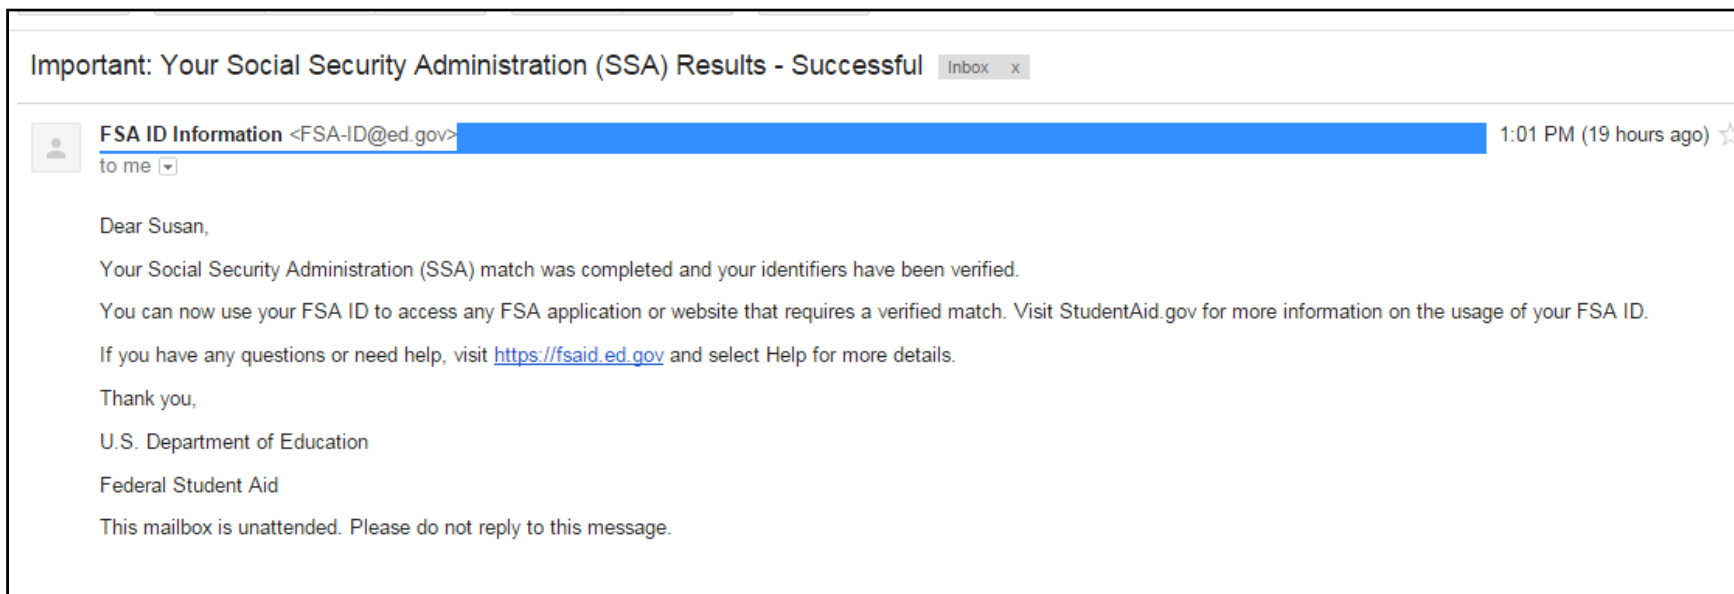 Important: Your Social Security Administration (SSA) Results - Successful Inbox x
FSA ID Information <FSA-ID@ed.gov> 1:01 PM (19 hours ago)
to me
Dear Susan,
Your Social Security Administration (SSA) match was completed and your identifiers have been verified.
You can now use your FSA ID to access any FSA application or website that requires a verified match. Visit StudentAid.gov for more information on the usage of your FSA ID.
If you have any questions or need help, visit https://fsaid.ed.gov and select Help for more details.
Thank you,
U.S. Department of Education
Federal Student Aid
This mailbox is unattended. Please do not reply to this message.